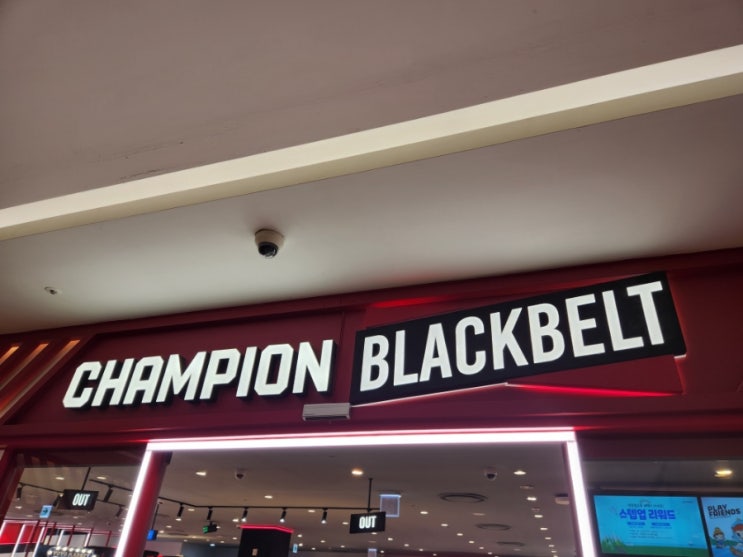 CHAMPION BLACKBELT
OUT
OUT
스텝업 리워드
PLAY
FRIENDS